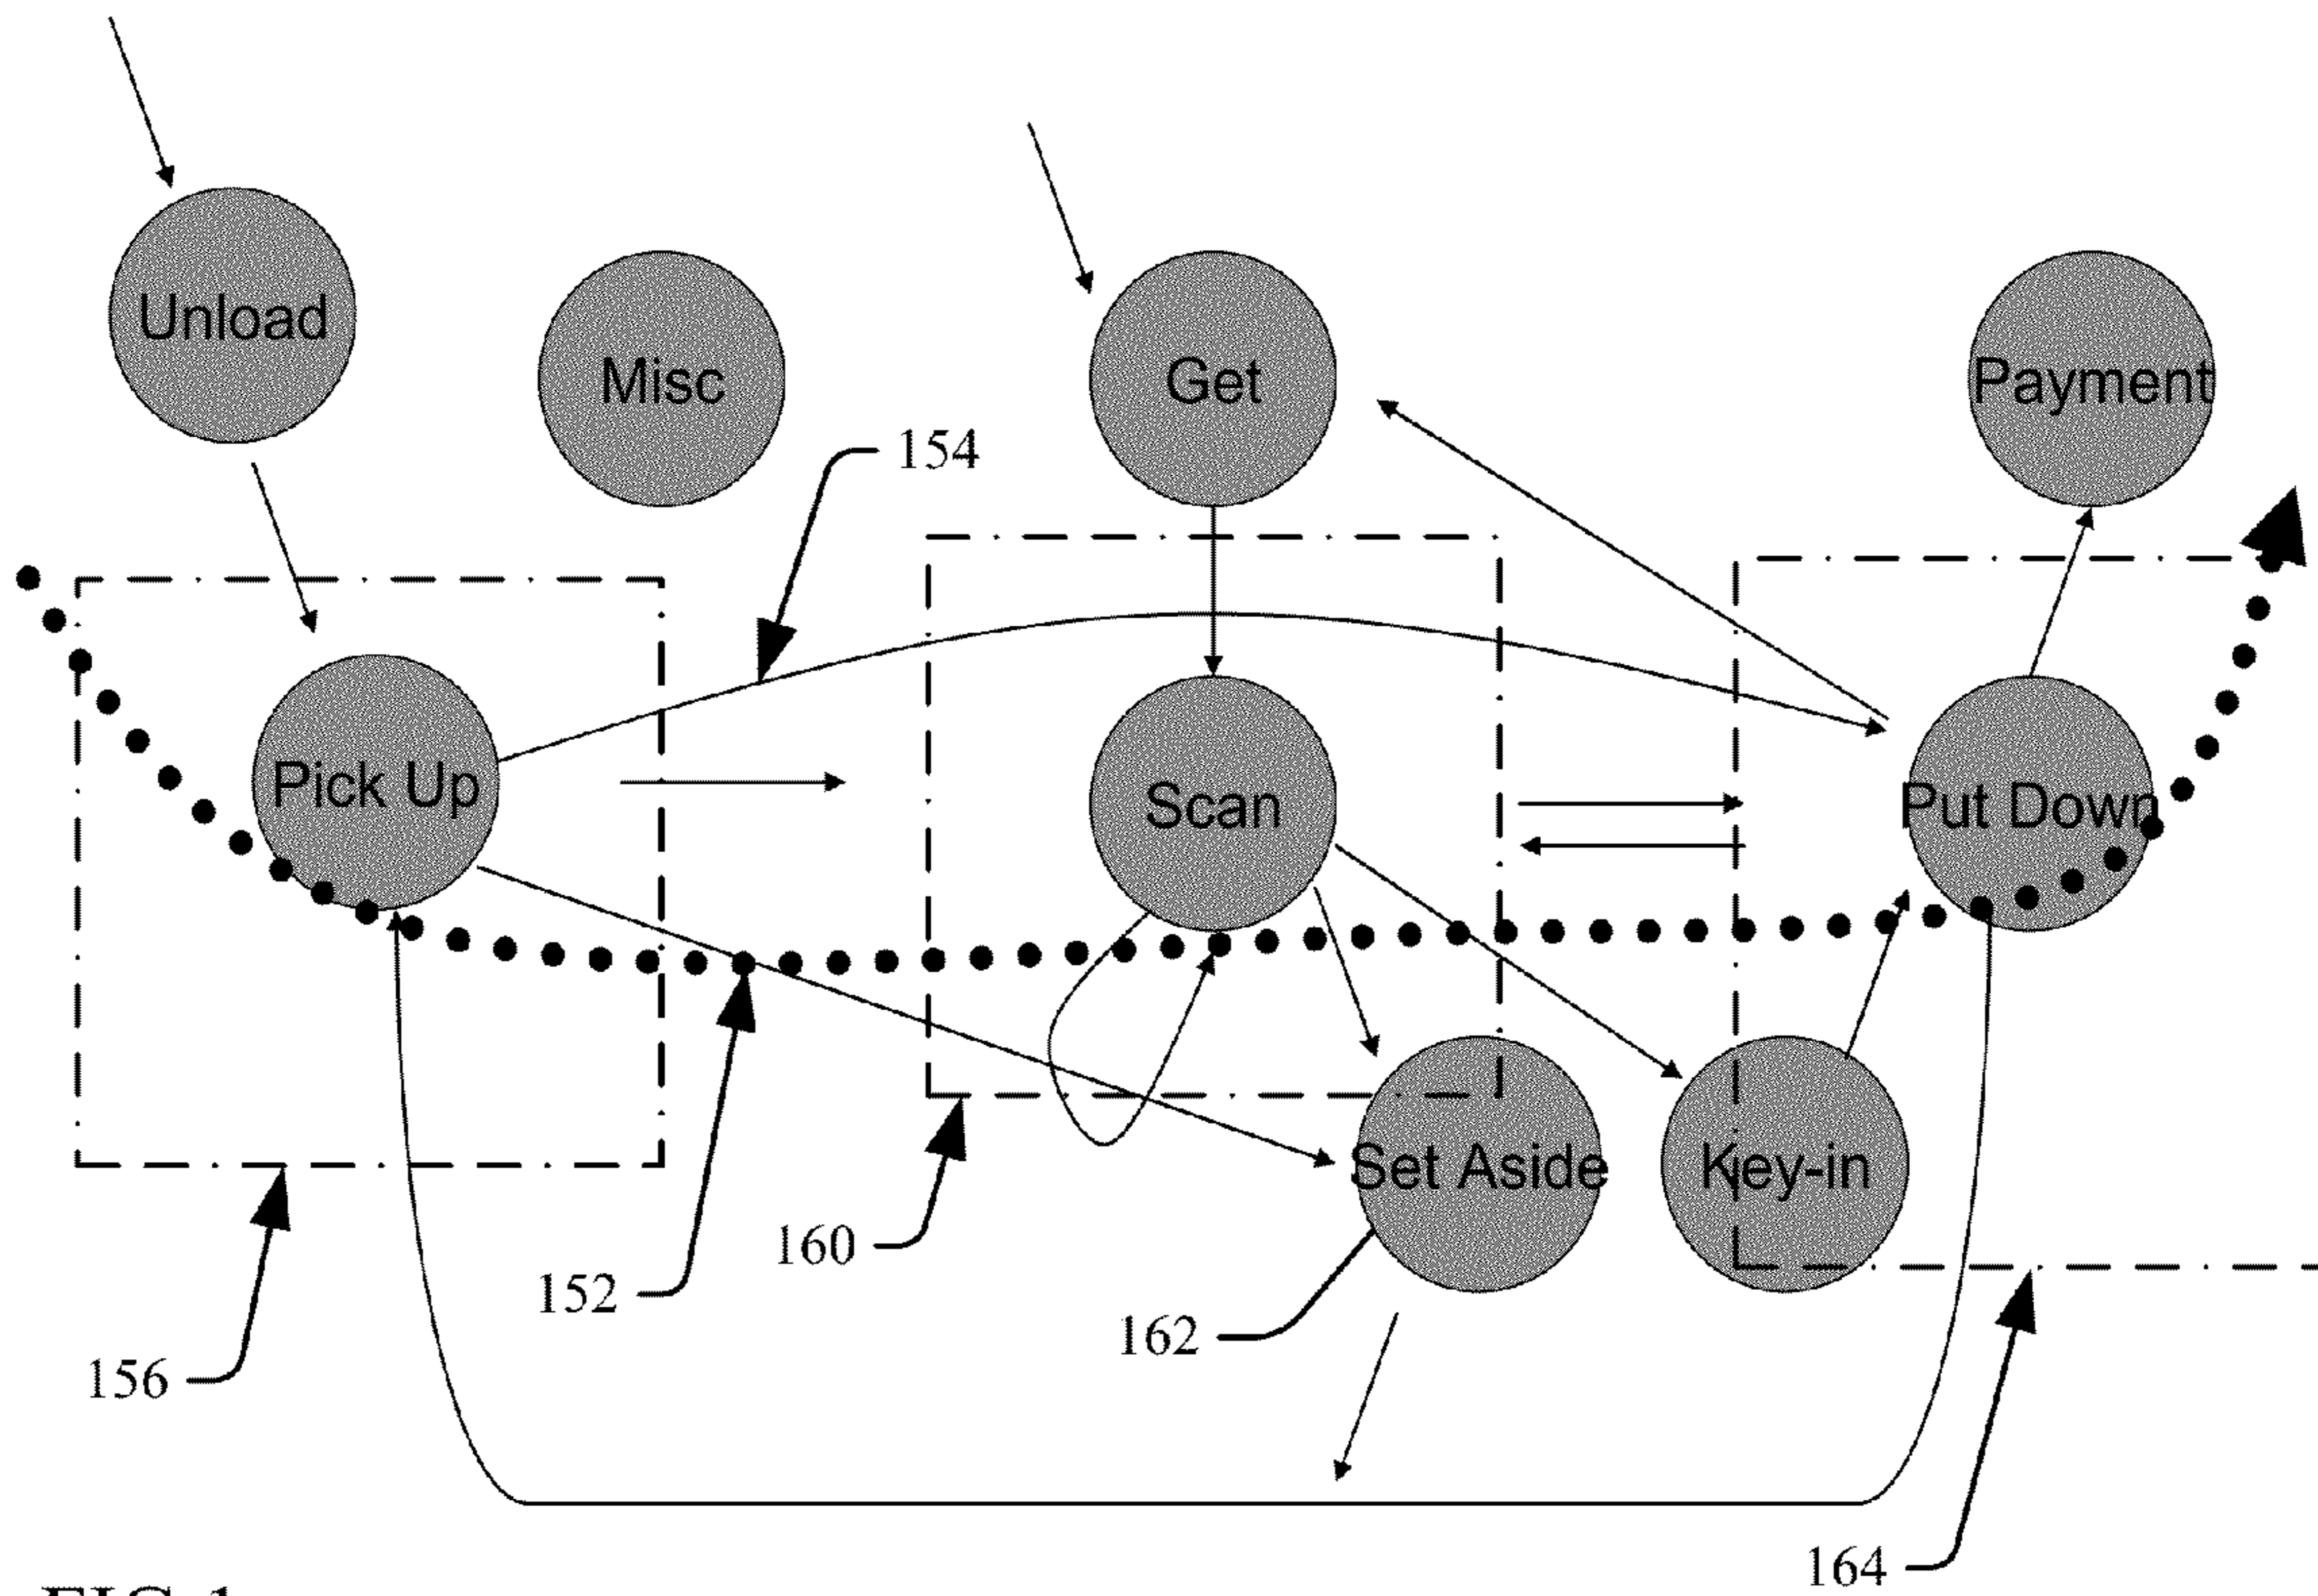 Unload
Misc
Get
Payment
154
Pick Up
Scan
Put Down
Set Aside
Key-in
160
152
162
156
164